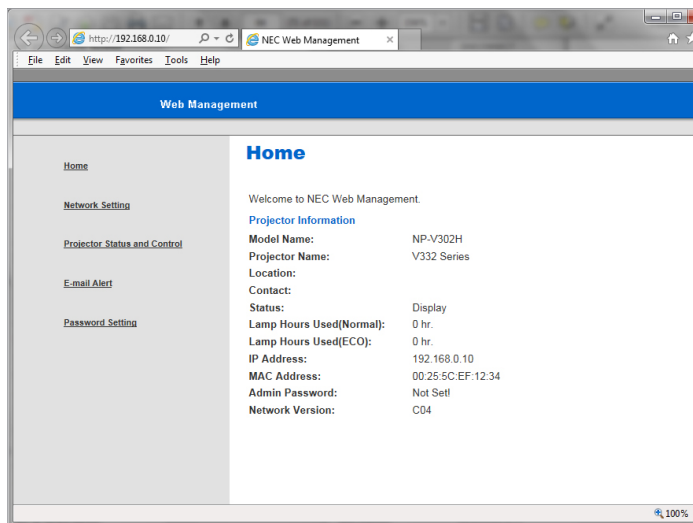 http://192.168.0.10/
NEC Web Management
File Edit View Favorites Tools Help
Web Management
Home
Network Setting
Projector Status and Control
E-mail Alert
Password Setting
Home
Welcome to NEC Web Management.
Projector Information
Model Name: NP-V302H
Projector Name: V332 Series
Location:
Contact:
Status: Display
Lamp Hours Used(Normal): 0 hr.
Lamp Hours Used(ECO): 0 hr.
IP Address: 192.168.0.10
MAC Address: 00:25:5C:EF:12:34
Admin Password: Not Set!
Network Version: C04
100%